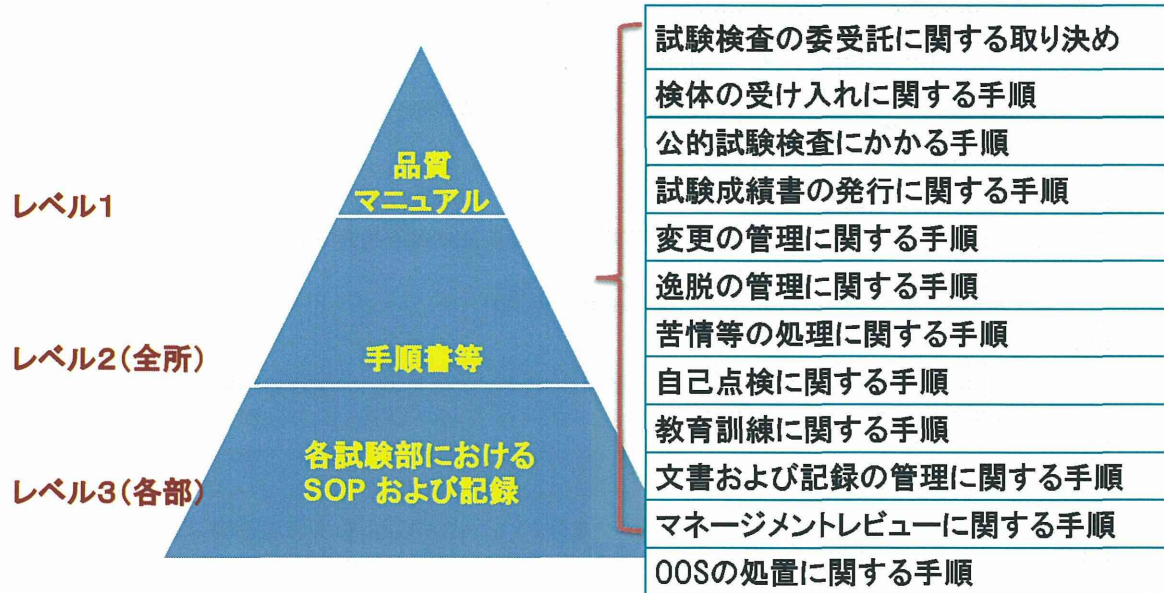 レベル1
品質
マニュアル
レベル2(全所)
手順書等
レベル3(各部)
各試験部における
SOP および記録
試験検査の委受託に関する取り決め
検体の受け入れに関する手順
公的試験検査にかかる手順
試験成績書の発行に関する手順
変更の管理に関する手順
逸脱の管理に関する手順
苦情等の処理に関する手順
自己点検に関する手順
教育訓練に関する手順
文書および記録の管理に関する手順
マネージメントレビューに関する手順
OOSの処置に関する手順